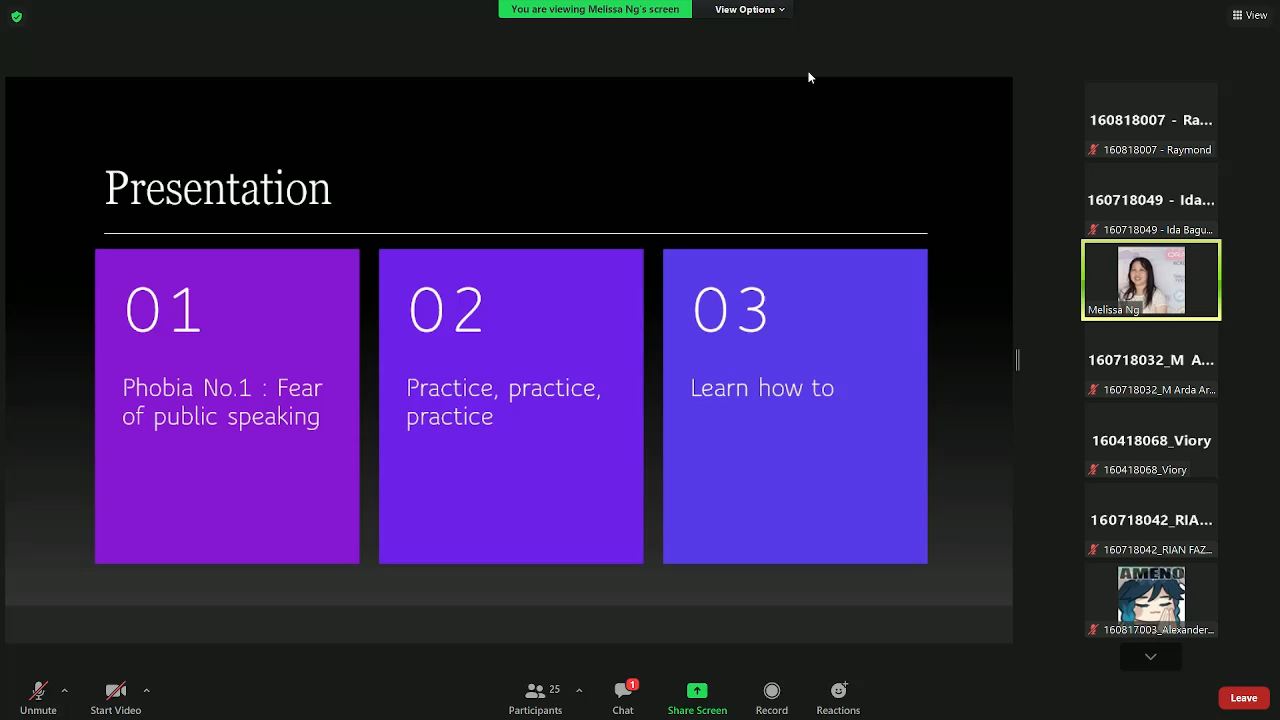 You are viewing Melissa Ng's screen
View Options
View
Presentation
01
Phobia No.1 : Fear
of public speaking
02
Practice, practice,
practice
03
Learn how to
160818007 - Ra...
160818007 - Raymond
160718049 - Ida...
160718049 - Ida Bagu...
Melissa Ng
160718032_M A...
160718032_M Arda Ar...
160418068_Viory
160418068_Viory
160718042_RIA...
160718042_RIAN FAZ...
AMENO
160817003_Alexander...
Unmute
Start Video
25
Participants
1
Chat
Share Screen
Record
Reactions
Leave